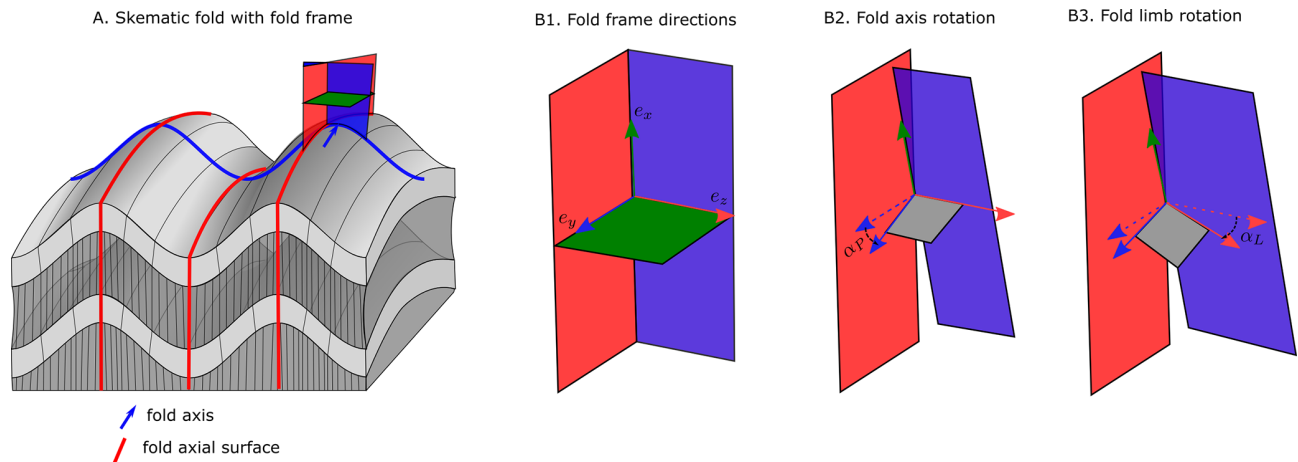 A. Skematic fold with fold frame
B1. Fold frame directions
B2. Fold axis rotation
B3. Fold limb rotation
e_x
e_y
e_z
α_P
α_L
fold axis
fold axial surface